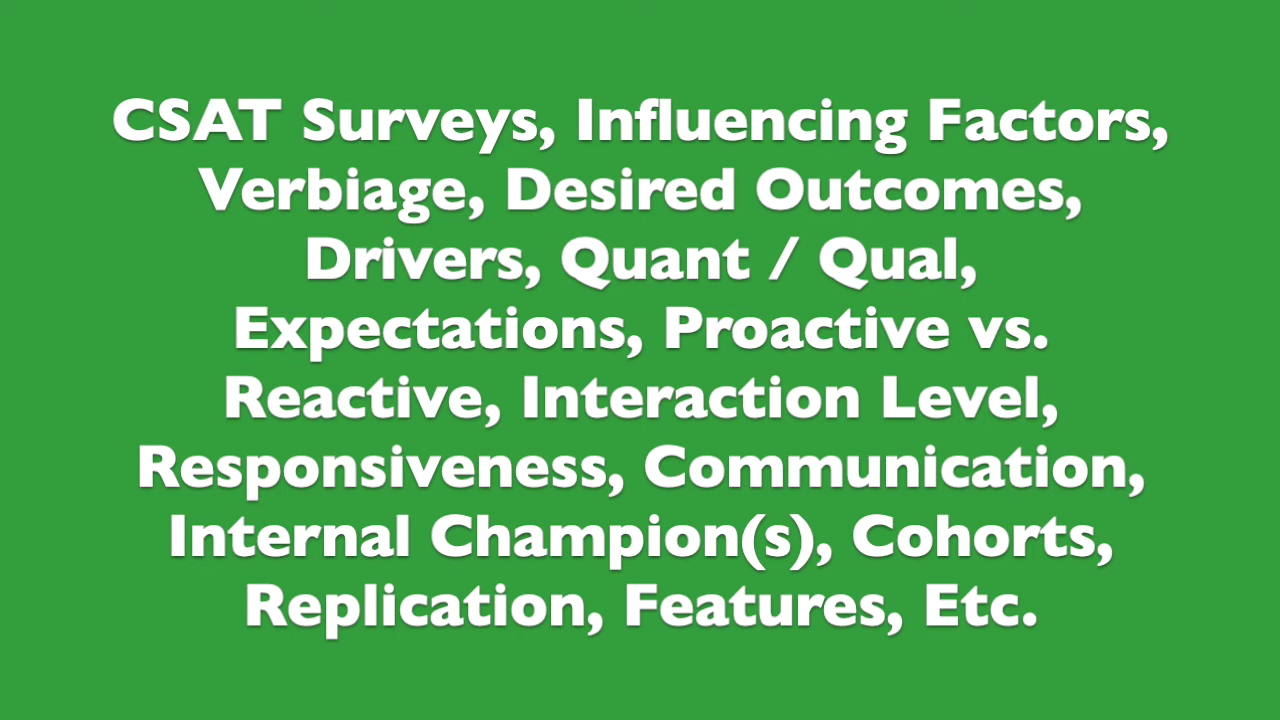 CSAT Surveys, Influencing Factors,
Verbiage, Desired Outcomes,
Drivers, Quant / Qual,
Expectations, Proactive vs.
Reactive, Interaction Level,
Responsiveness, Communication,
Internal Champion(s), Cohorts,
Replication, Features, Etc.